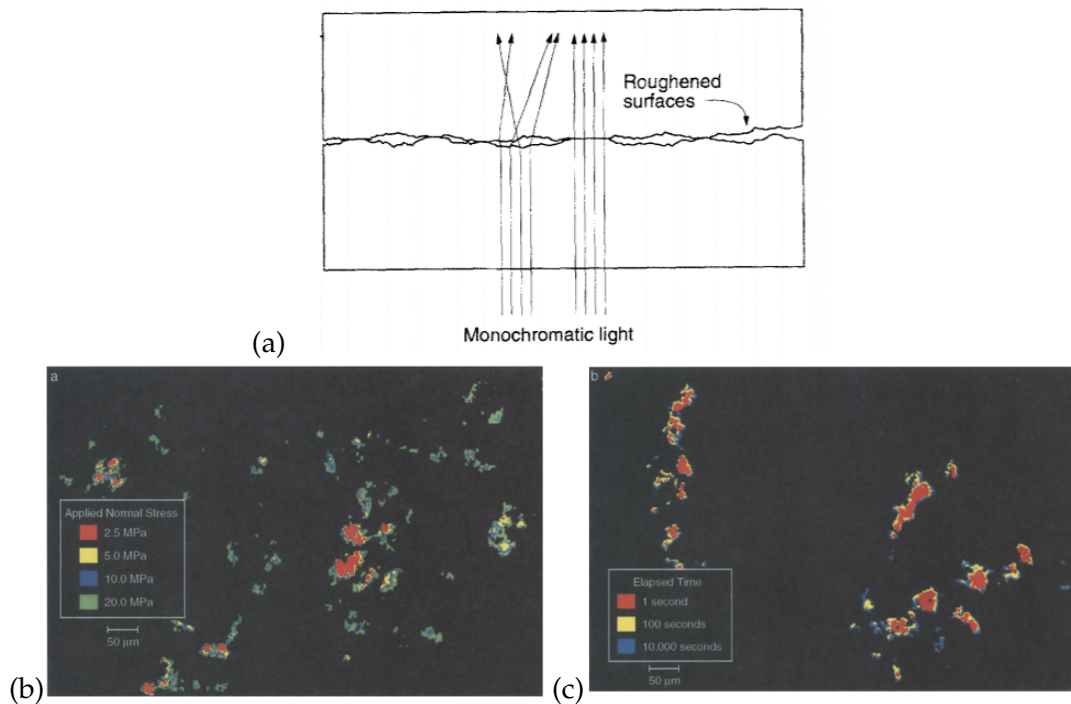 Roughened
surfaces
Monochromatic light
(a)
a
Applied Normal Stress
2.5 MPa
5.0 MPa
10.0 MPa
20.0 MPa
50 μm
(b)
b
Elapsed Time
1 second
100 seconds
10,000 seconds
50 μm
(c)